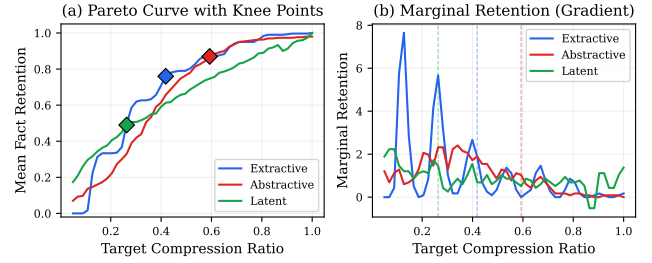 (a) Pareto Curve with Knee Points
1.0
0.8
0.6
0.4
0.2
0.0
Mean Fact Retention
Extractive
Abstractive
Latent
0.2 0.4 0.6 0.8 1.0
Target Compression Ratio
(b) Marginal Retention (Gradient)
8
6
4
2
0
Marginal Retention
Extractive
Abstractive
Latent
0.2 0.4 0.6 0.8 1.0
Target Compression Ratio